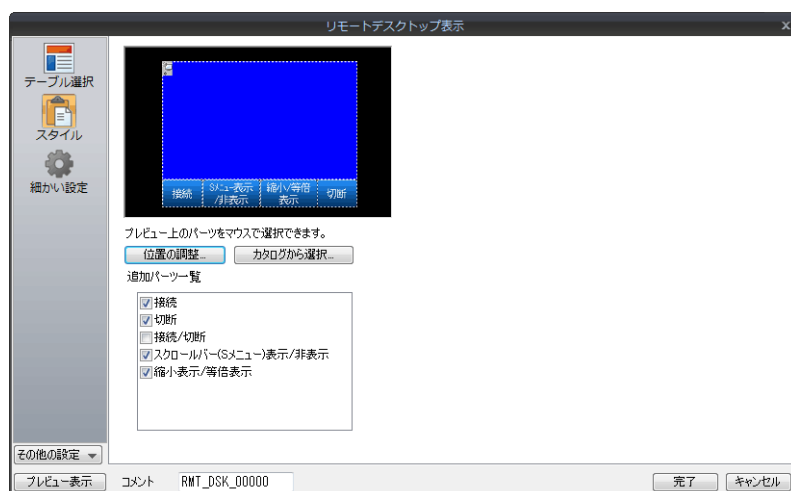 リモートデスクトップ表示
x
テーブル選択
スタイル
細かい設定
接続
Sメニュー表示
/非表示
縮小/等倍
表示
切断
プレビュー上のパーツをマウスで選択できます。
位置の調整...
カタログから選択...
追加パーツ一覧
接続
切断
接続/切断
スクロールバー(Sメニュー)表示/非表示
縮小表示/等倍表示
その他の設定
プレビュー表示
コメント
RMT_DSK_00000
完了
キャンセル